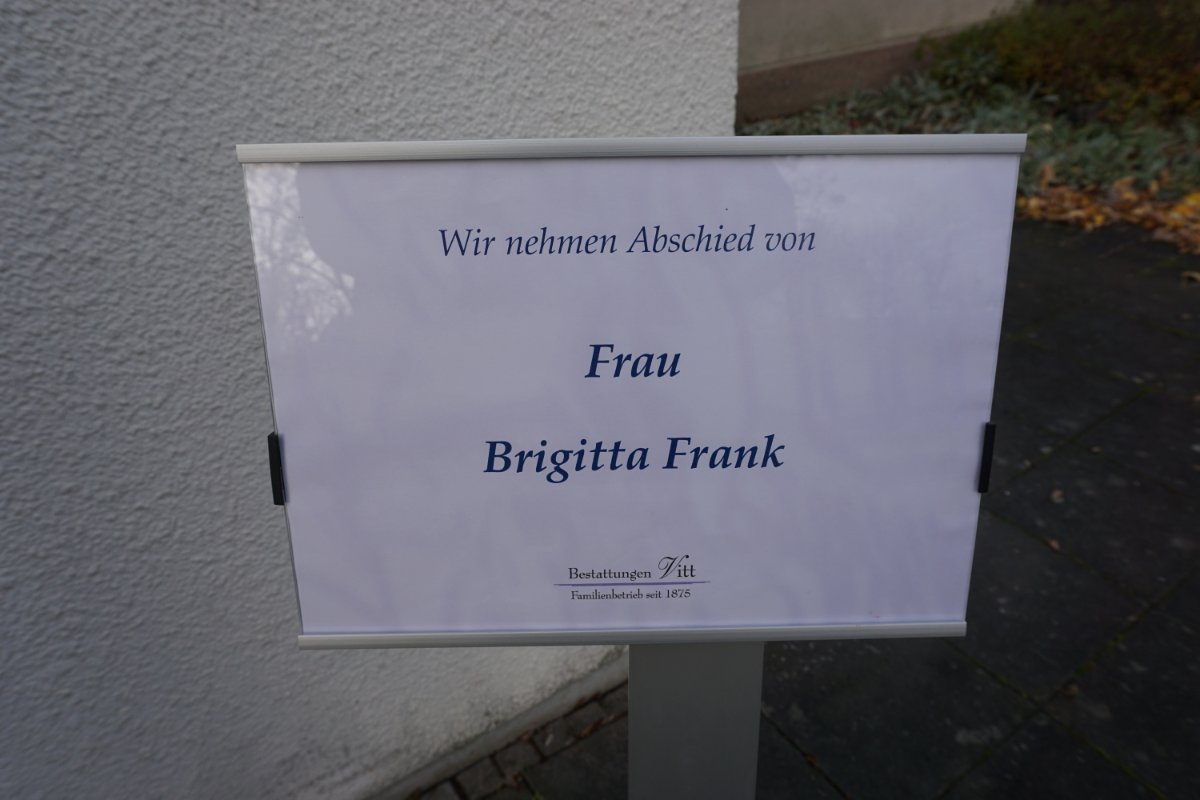 Wir nehmen Abschied von
Frau
Brigitta Frank
Bestattungen Vitt
Familienbetrieb seit 1875